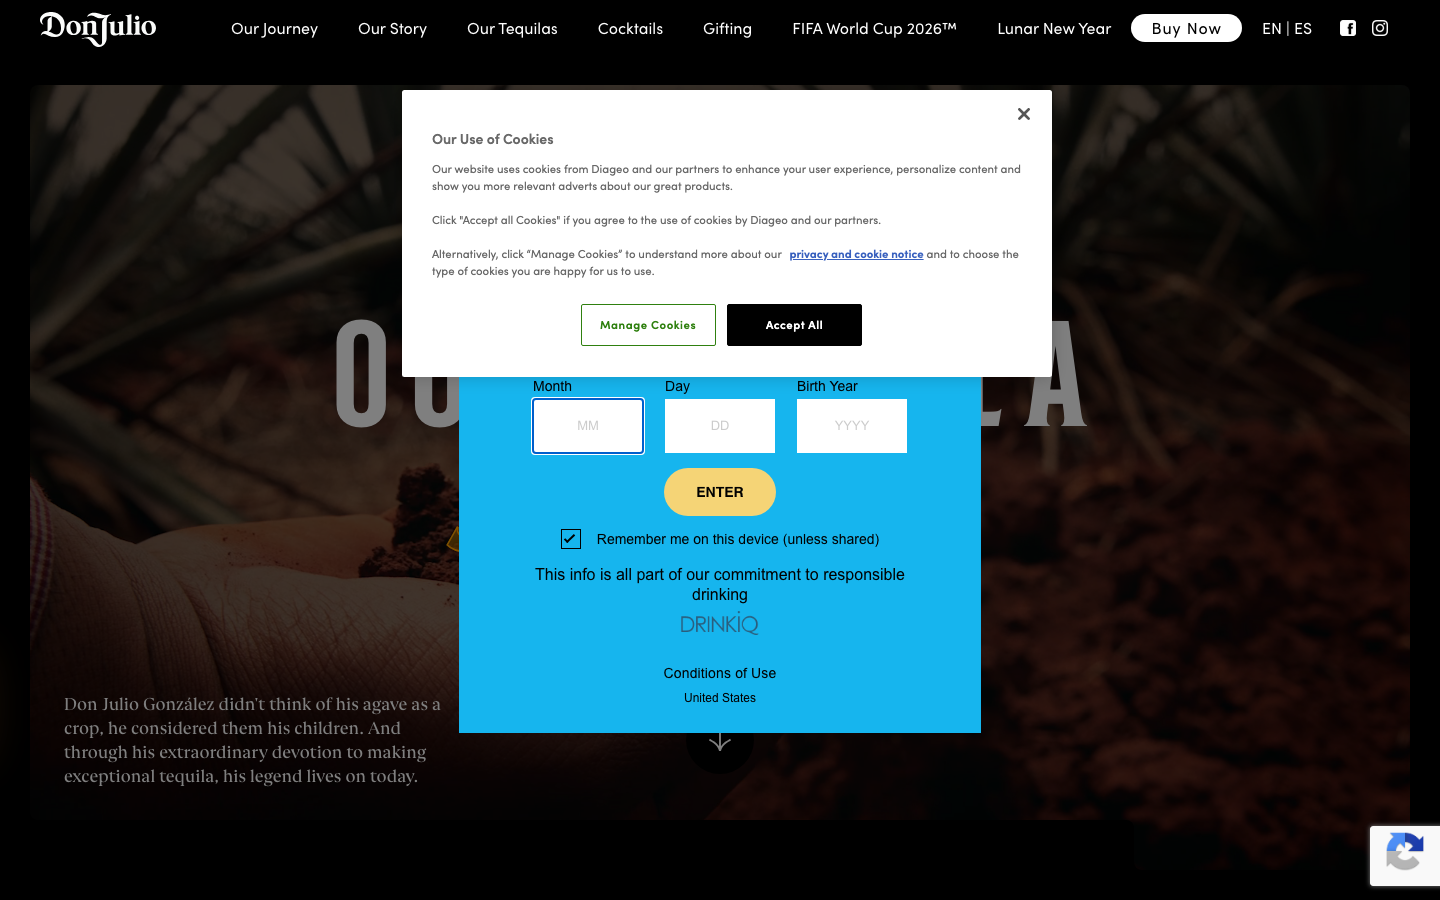 Don Julio
Our Journey
Our Story
Our Tequilas
Cocktails
Gifting
FIFA World Cup 2026™
Lunar New Year
Buy Now
EN | ES
Our Use of Cookies
Our website uses cookies from Diageo and our partners to enhance your user experience, personalize content and
show you more relevant adverts about our great products.
Click "Accept all Cookies" if you agree to the use of cookies by Diageo and our partners.
Alternatively, click “Manage Cookies” to understand more about our privacy and cookie notice and to choose the
type of cookies you are happy for us to use.
Manage Cookies
Accept All
Month
Day
Birth Year
MM
DD
YYYY
ENTER
Remember me on this device (unless shared)
This info is all part of our commitment to responsible
drinking
DRINKiQ
Conditions of Use
United States
Don Julio González didn't think of his agave as a
crop, he considered them his children. And
through his extraordinary devotion to making
exceptional tequila, his legend lives on today.